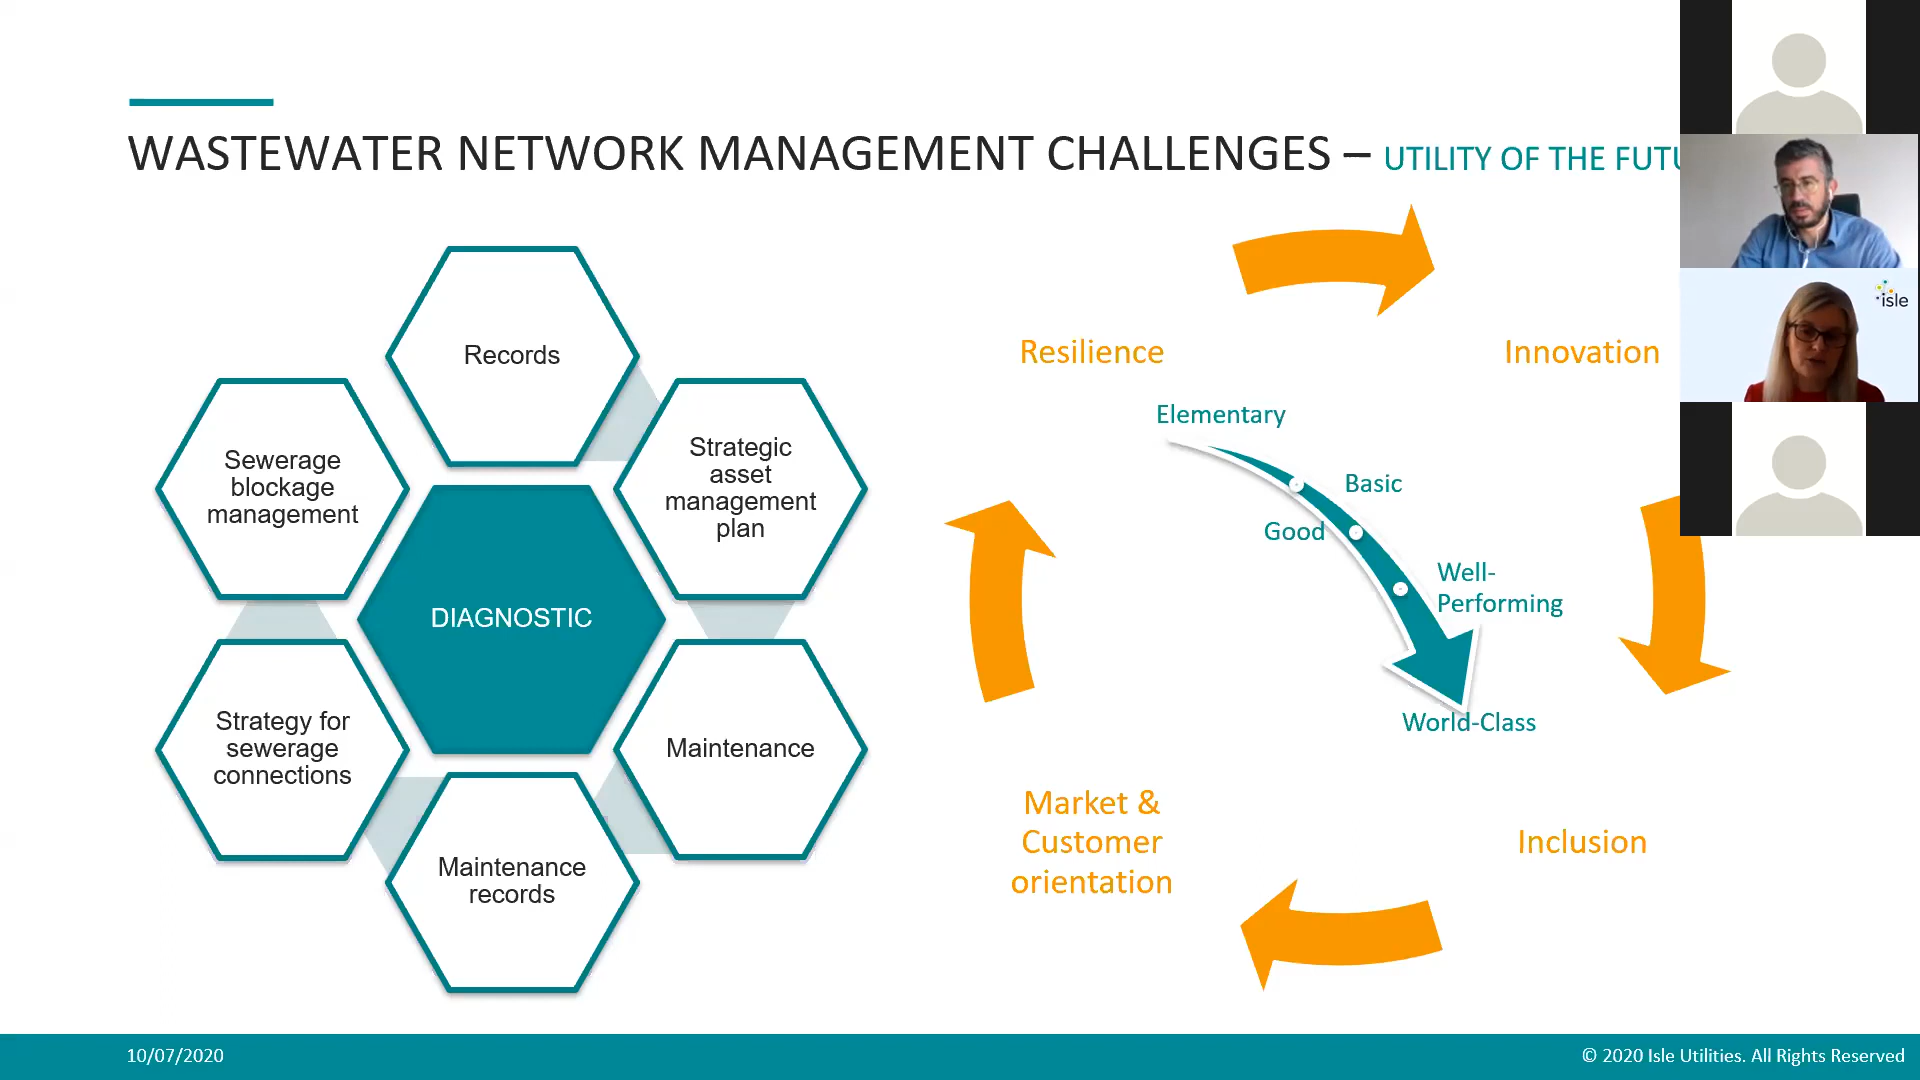 WASTEWATER NETWORK MANAGEMENT CHALLENGES – UTILITY OF THE
Records
Sewerage
blockage
management
Strategic
asset
management
plan
DIAGNOSTIC
Strategy for
sewerage
connections
Maintenance
Maintenance
records
Resilience
Innovation
Elementary
Basic
Good
Well-
Performing
World-Class
Market &
Customer
orientation
Inclusion
isle
10/07/2020
© 2020 Isle Utilities. All Rights Reserved